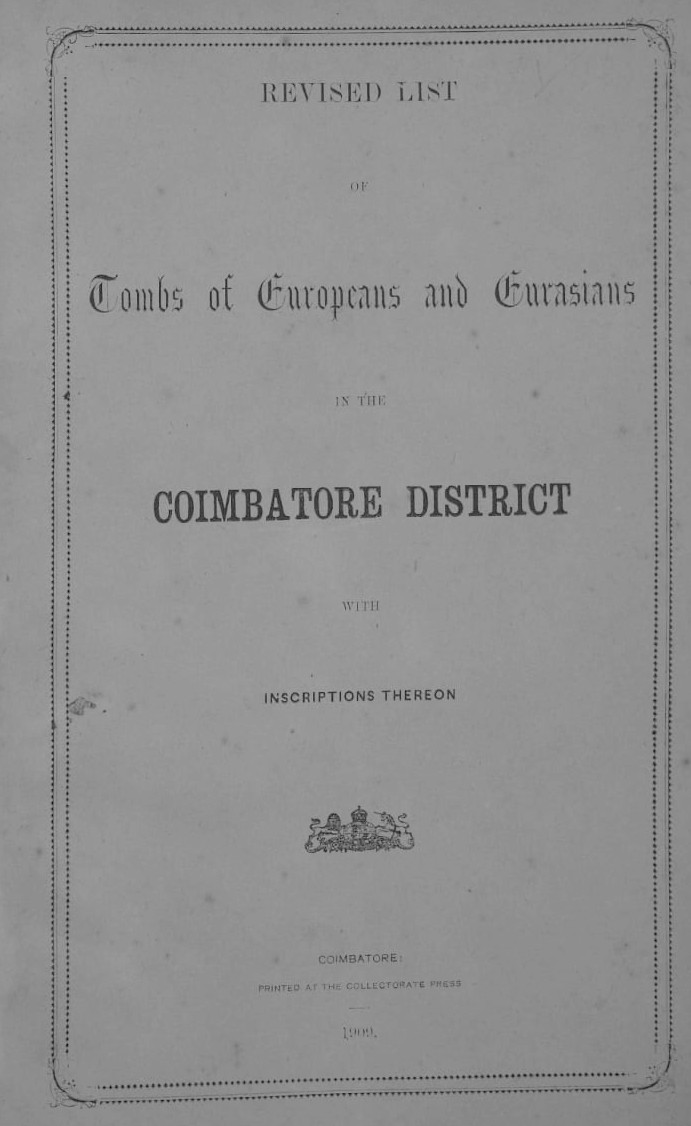 REVISED LIST
OF
Tombs of Europeans and Eurasians
IN THE
COIMBATORE DISTRICT
WITH
INSCRIPTIONS THEREON
COIMBATORE:
PRINTED AT THE COLLECTORATE PRESS
1909.